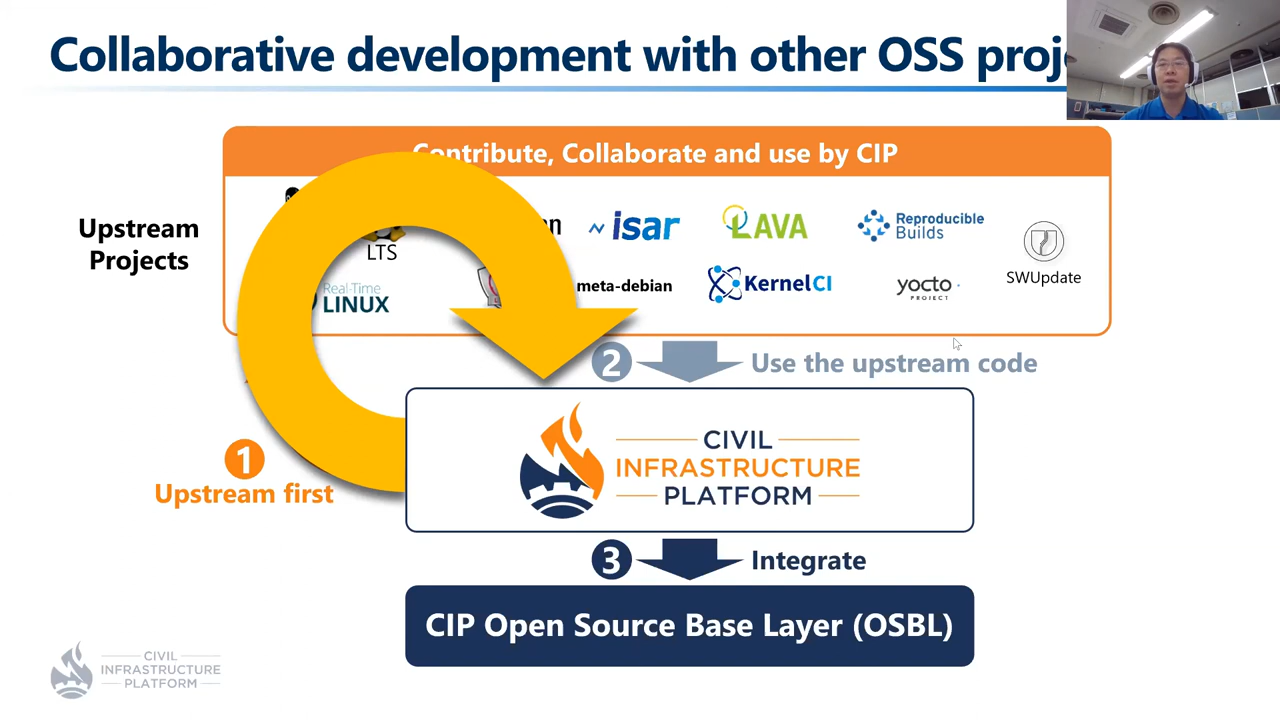 Collaborative development with other OSS
Contribute, Collaborate and use by CIP
Upstream
Projects
LTS
Real-Time
LINUX
isar
meta-debian
LAVA
KernelCI
Reproducible
Builds
yocto
PROJECT
SWUpdate
2 Use the upstream code
1
Upstream first
CIVIL
INFRASTRUCTURE
PLATFORM
3 Integrate
CIP Open Source Base Layer (OSBL)
CIVIL
INFRASTRUCTURE
PLATFORM